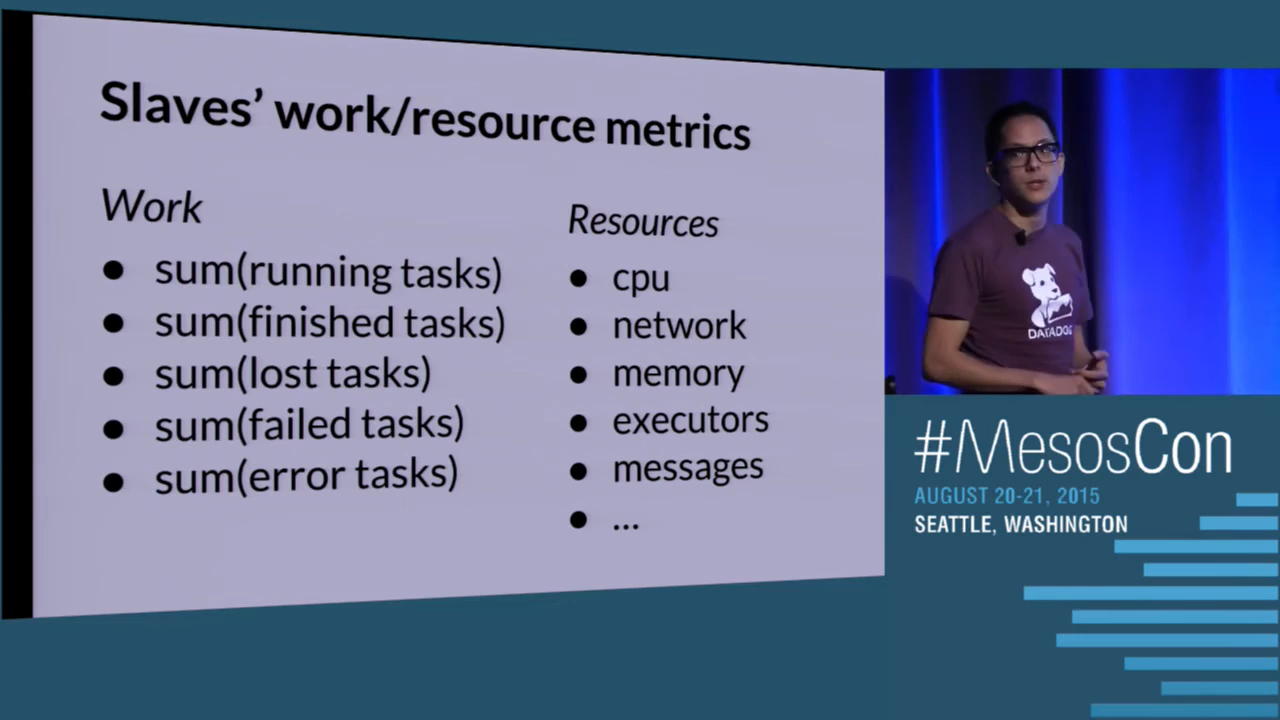 Slaves’ work/resource metrics
Work
● sum(running tasks)
● sum(finished tasks)
● sum(lost tasks)
● sum(failed tasks)
● sum(error tasks)
Resources
● cpu
● network
● memory
● executors
● messages
● ...
DATADOG
#MesosCon
AUGUST 20-21, 2015
SEATTLE, WASHINGTON